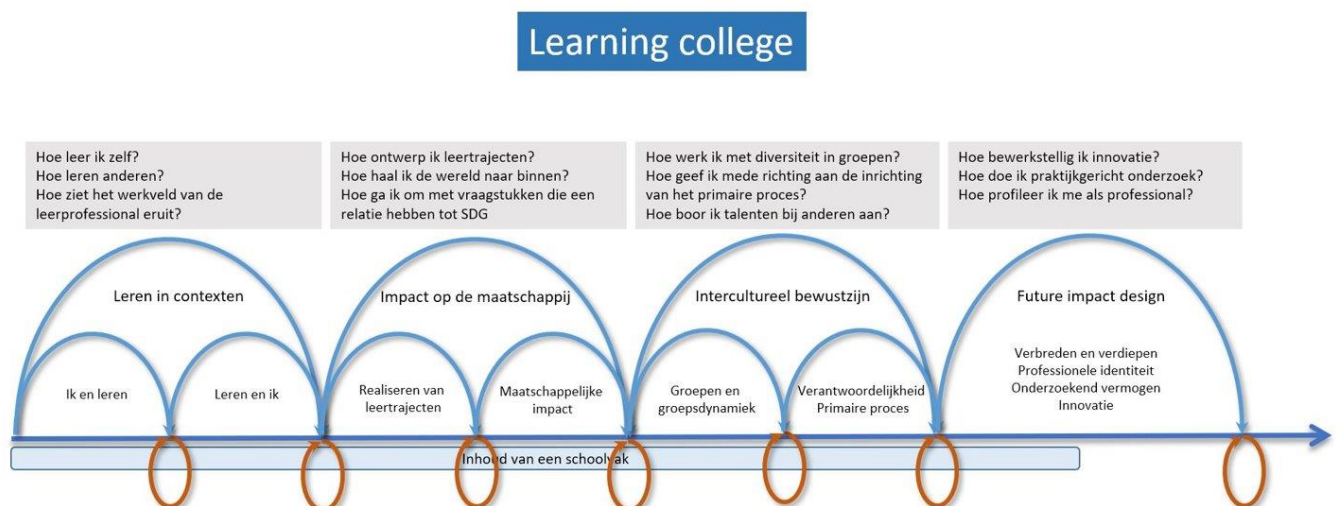 Learning college
Hoe leer ik zelf?
Hoe leren anderen?
Hoe ziet het werkveld van de
leerprofessional eruit?
Hoe ontwerp ik leertrajecten?
Hoe haal ik de wereld naar binnen?
Hoe ga ik om met vraagstukken die een
relatie hebben tot SDG
Hoe werk ik met diversiteit in groepen?
Hoe geef ik mede richting aan de inrichting
van het primaire proces?
Hoe boor ik talenten bij anderen aan?
Hoe bewerkstellig ik innovatie?
Hoe doe ik praktijkgericht onderzoek?
Hoe profileer ik me als professional?
Leren in contexten
Impact op de maatschappij
Intercultureel bewustzijn
Future impact design
Ik en leren
Leren en ik
Realiseren van
leertrajecten
Maatschappelijke
impact
Groepen en
groepsdynamiek
Verantwoordelijkheid
Primaire proces
Verbreden en verdiepen
Professionele identiteit
Onderzoekend vermogen
Innovatie
Inhoud van een schoolvak